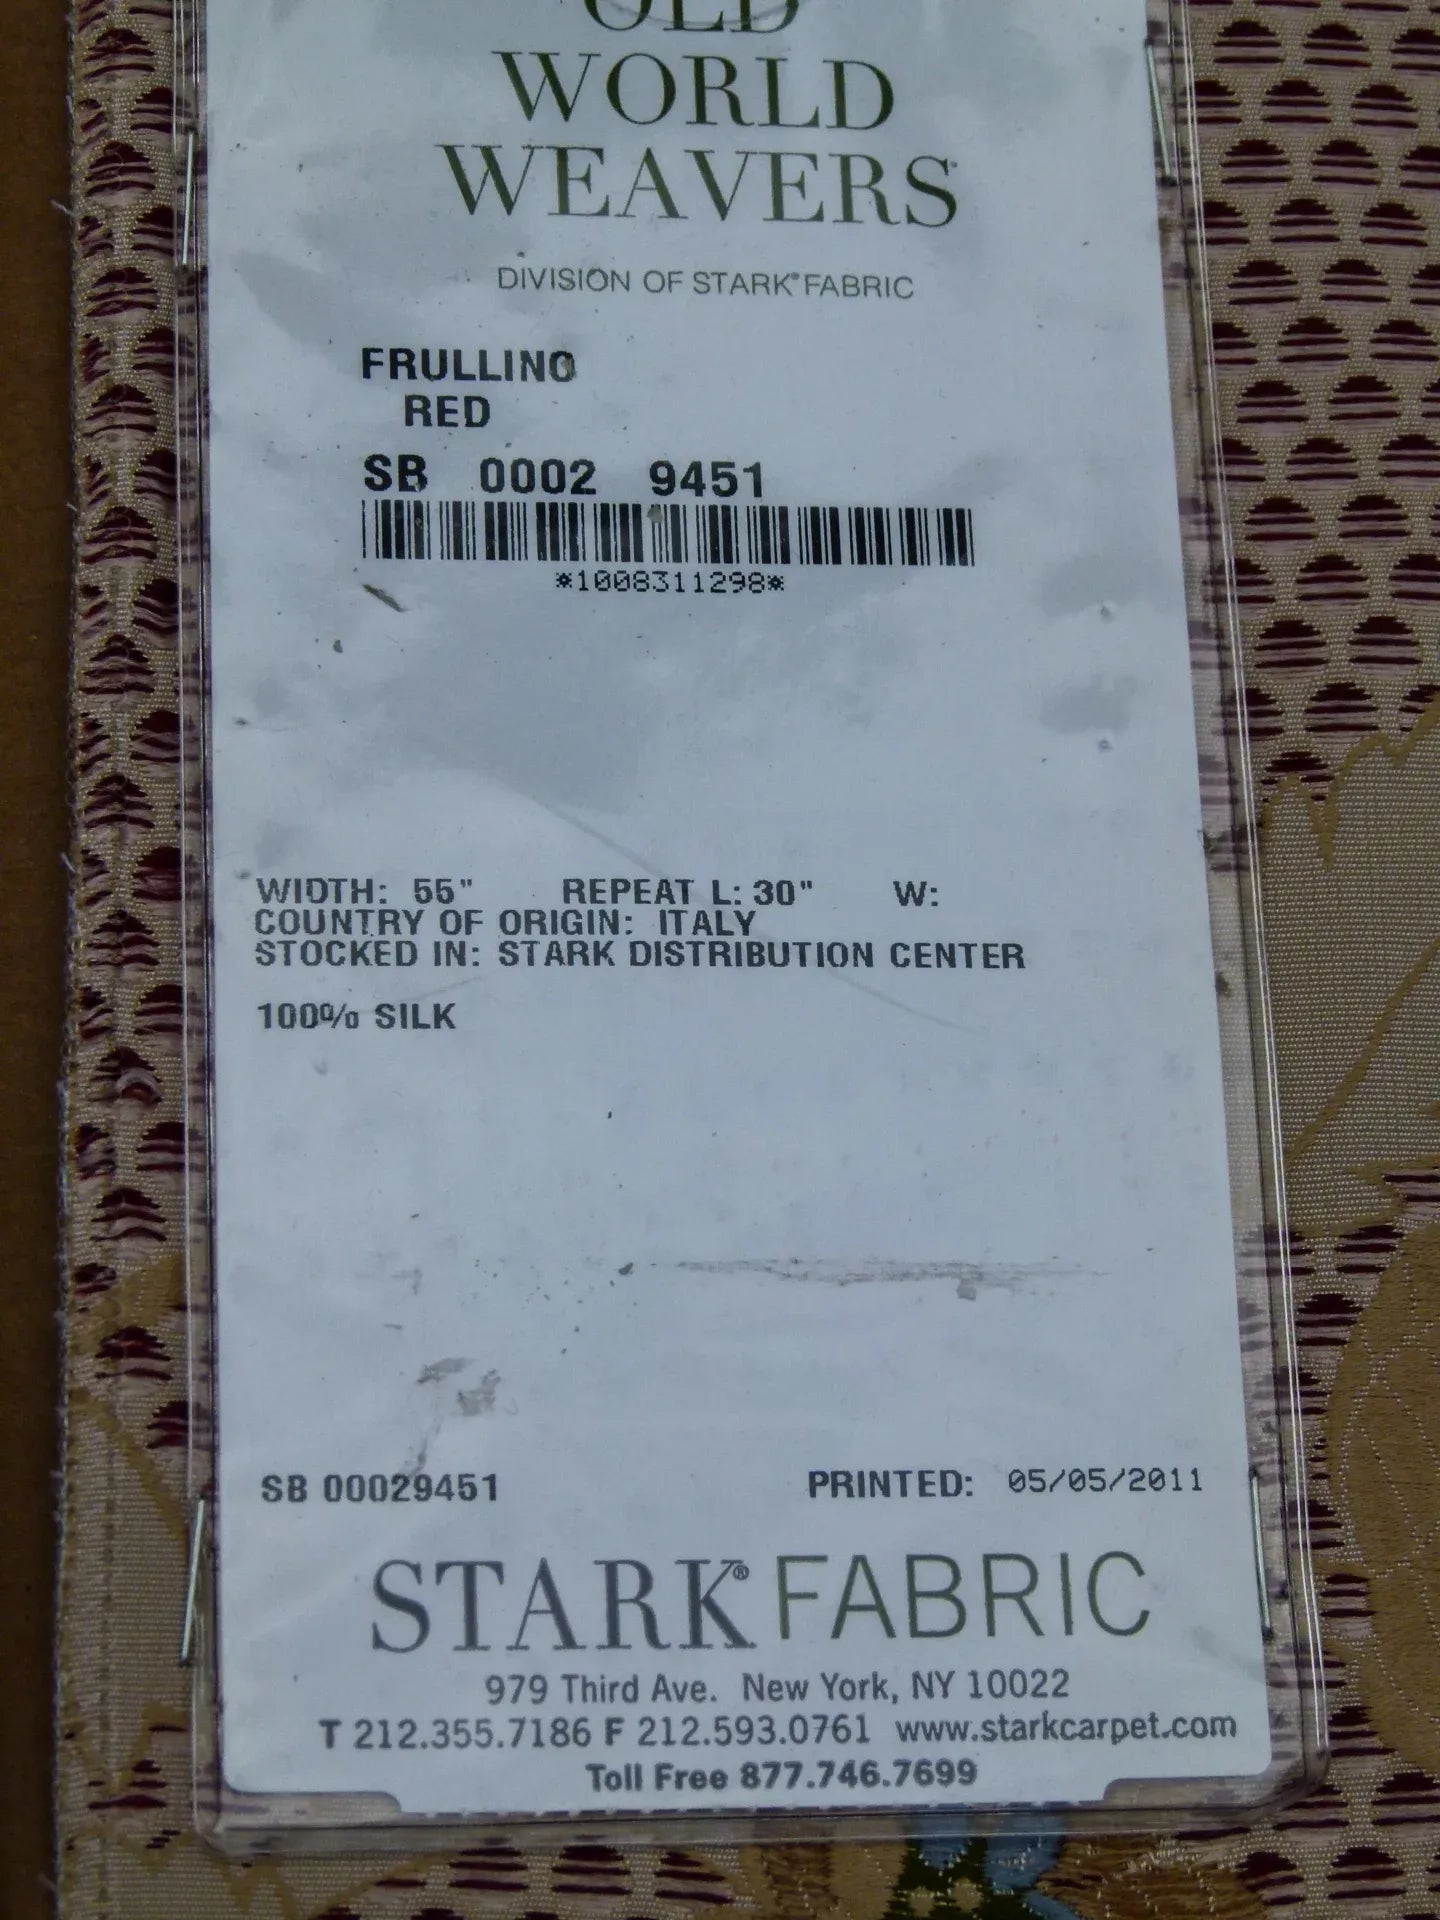 OLD
WORLD
WEAVERS
DIVISION OF STARK® FABRIC
FRULLINO
RED
SB 0002 9451
*1008311298*
WIDTH: 55" REPEAT L: 30" W:
COUNTRY OF ORIGIN: ITALY
STOCKED IN: STARK DISTRIBUTION CENTER
100% SILK
SB 00029451 PRINTED: 05/05/2011
STARK® FABRIC
979 Third Ave. New York, NY 10022
T 212.355.7186 F 212.593.0761 www.starkcarpet.com
Toll Free 877.746.7699